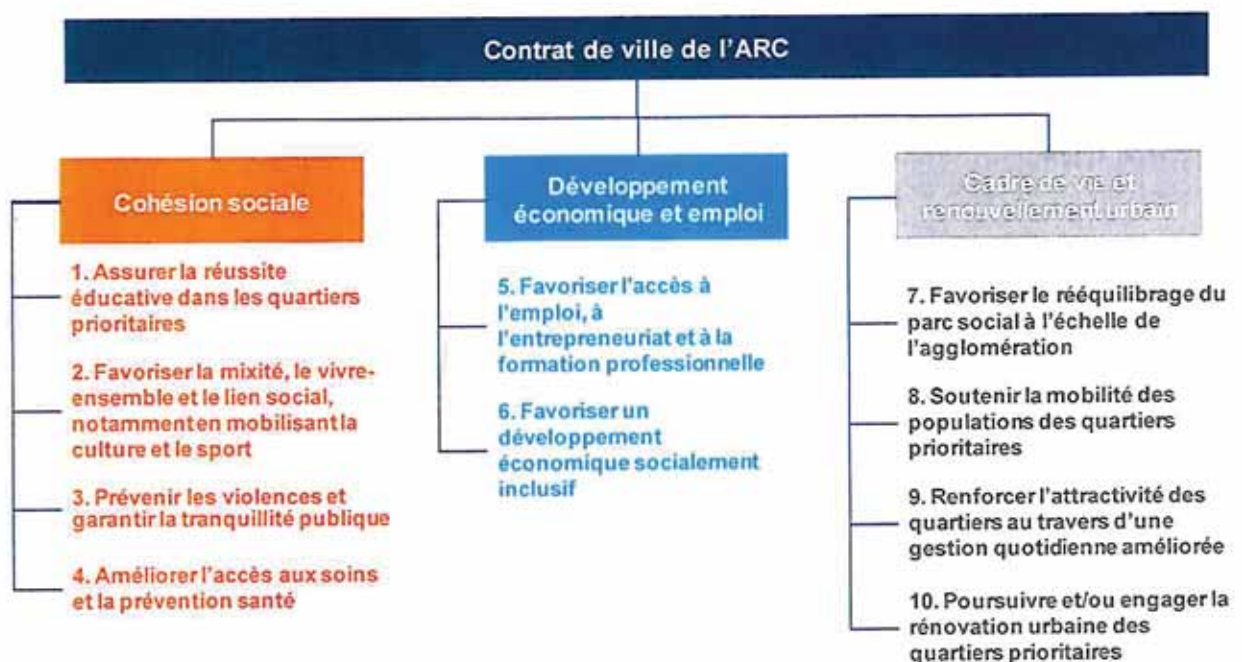 Contrat de ville de l'ARC
Cohésion sociale
1. Assurer la réussite
éducative dans les quartiers
prioritaires
2. Favoriser la mixité, le vivre-
ensemble et le lien social,
notamment en mobilisant la
culture et le sport
3. Prévenir les violences et
garantir la tranquillité publique
4. Améliorer l'accès aux soins
et la prévention santé
Développement
économique et emploi
5. Favoriser l'accès à
l'emploi, à
l'entrepreneuriat et à la
formation professionnelle
6. Favoriser un
développement
économique socialement
inclusif
Cadre de vie et
renouvellement urbain
7. Favoriser le rééquilibrage du
parc social à l'échelle de
l'agglomération
8. Soutenir la mobilité des
populations des quartiers
prioritaires
9. Renforcer l'attractivité des
quartiers au travers d'une
gestion quotidienne améliorée
10. Poursuivre et/ou engager la
rénovation urbaine des
quartiers prioritaires